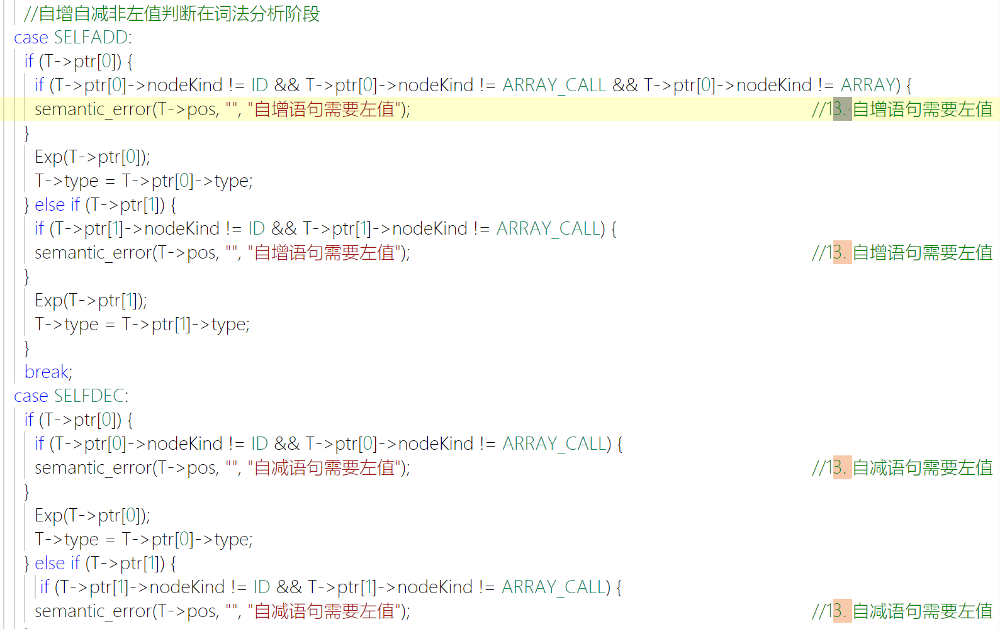 //自增自减非左值判断在词法分析阶段
case SELFADD:
if (T->ptr[0]) {
if (T->ptr[0]->nodeKind != ID && T->ptr[0]->nodeKind != ARRAY_CALL && T->ptr[0]->nodeKind != ARRAY) {
semantic_error(T->pos, "", "自增语句需要左值"); //13. 自增语句需要左值
}
Exp(T->ptr[0]);
T->type = T->ptr[0]->type;
} else if (T->ptr[1]) {
if (T->ptr[1]->nodeKind != ID && T->ptr[1]->nodeKind != ARRAY_CALL) {
semantic_error(T->pos, "", "自增语句需要左值"); //13. 自增语句需要左值
}
Exp(T->ptr[1]);
T->type = T->ptr[1]->type;
}
break;
case SELFDEC:
if (T->ptr[0]) {
if (T->ptr[0]->nodeKind != ID && T->ptr[0]->nodeKind != ARRAY_CALL) {
semantic_error(T->pos, "", "自减语句需要左值"); //13. 自减语句需要左值
}
Exp(T->ptr[0]);
T->type = T->ptr[0]->type;
} else if (T->ptr[1]) {
if (T->ptr[1]->nodeKind != ID && T->ptr[1]->nodeKind != ARRAY_CALL) {
semantic_error(T->pos, "", "自减语句需要左值"); //13. 自减语句需要左值